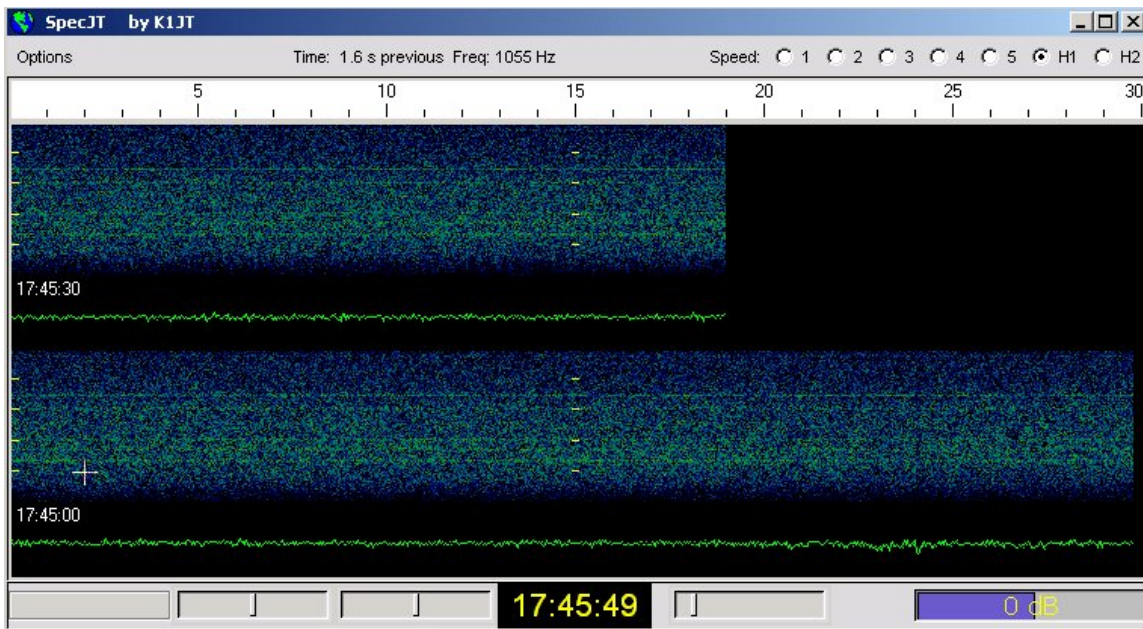 SpecJT by K1JT
Options Time: 1.6 s previous Freq: 1055 Hz Speed: 1 2 3 4 5 H1 H2
5 10 15 20 25 30
17:45:30
17:45:00
17:45:49 0 dB